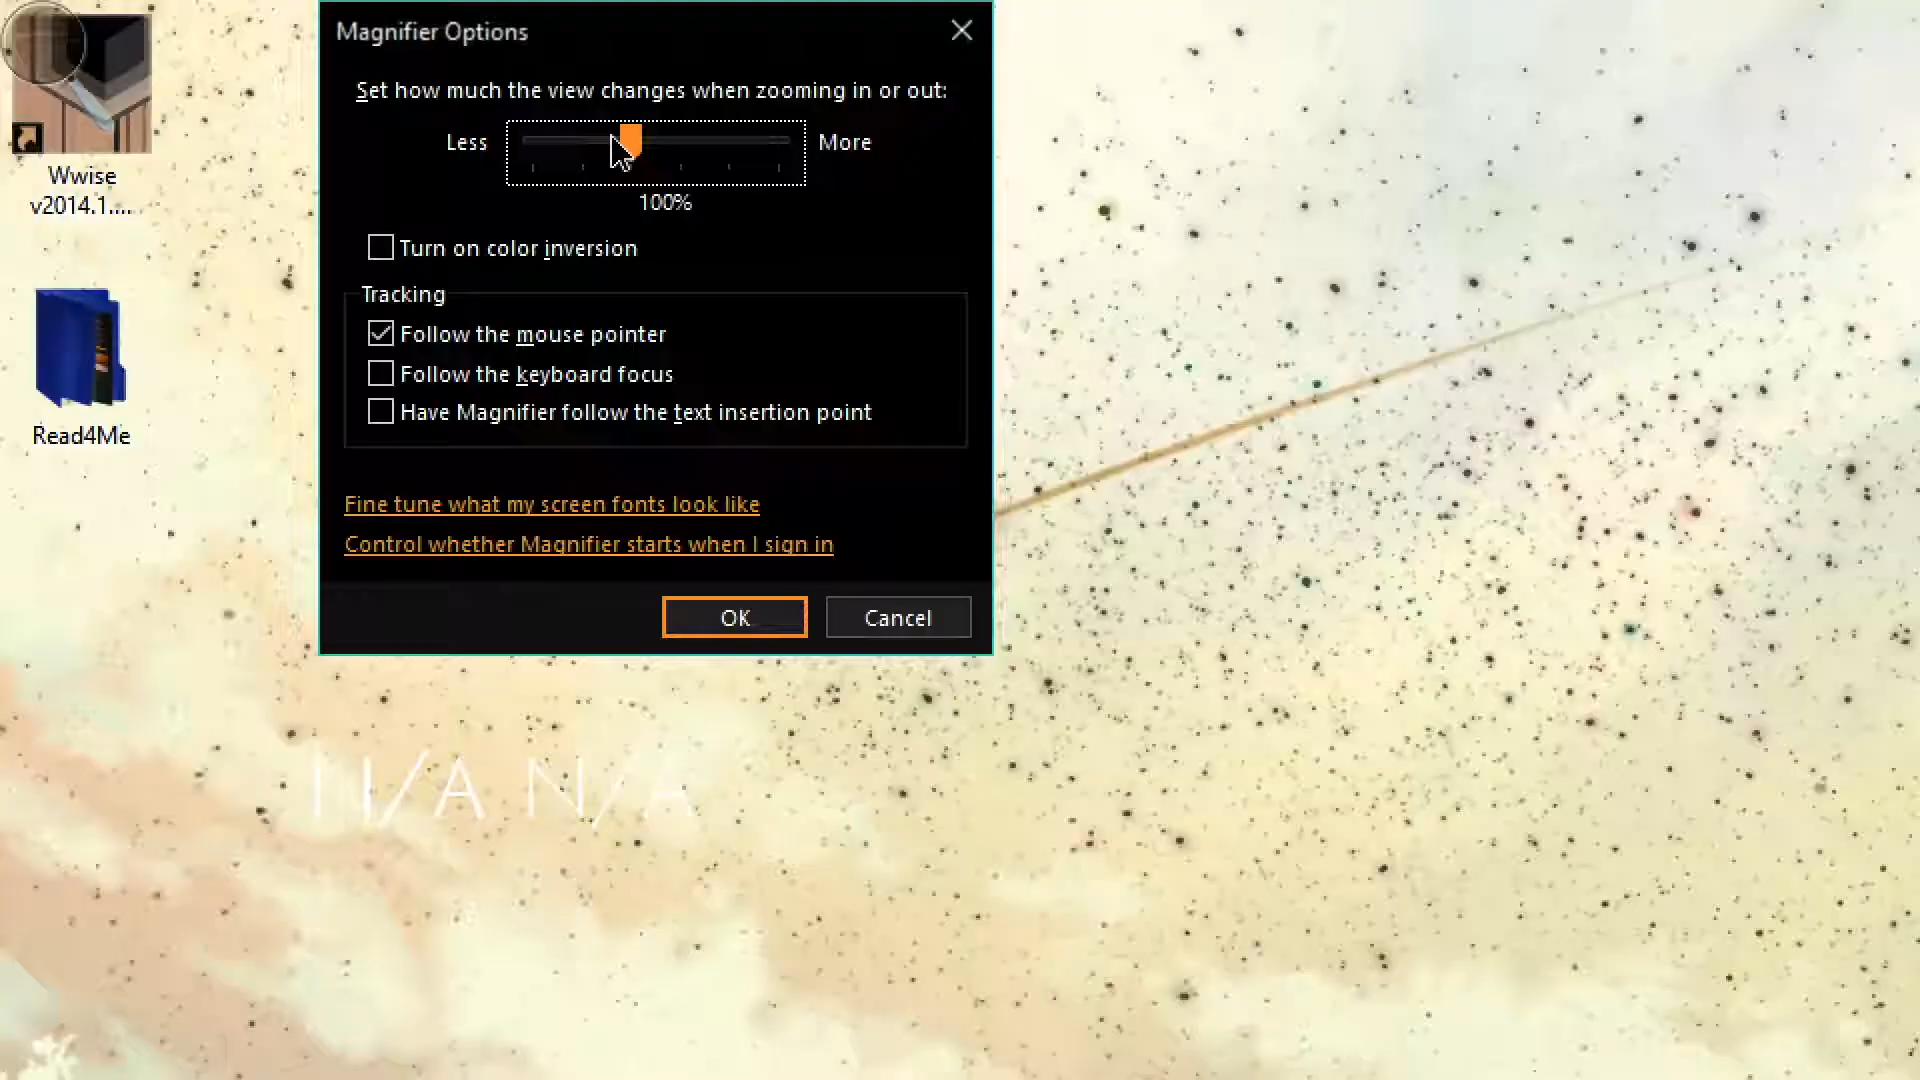 Magnifier Options
Set how much the view changes when zooming in or out:
Less
More
100%
Turn on color inversion
Tracking
Follow the mouse pointer
Follow the keyboard focus
Have Magnifier follow the text insertion point
Fine tune what my screen fonts look like
Control whether Magnifier starts when I sign in
OK
Cancel
Wwise
v2014.1....
Read4Me
N/A N/A